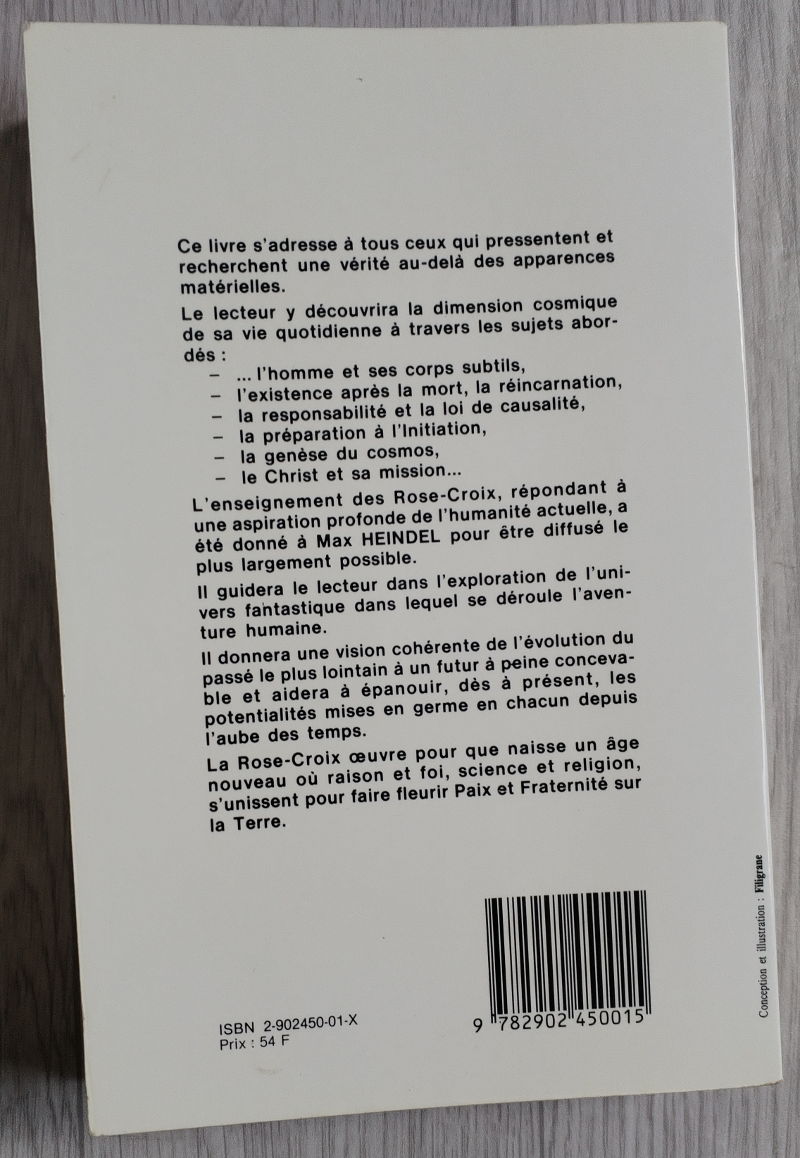 Ce livre s'adresse à tous ceux qui pressentent et
recherchent une vérité au-delà des apparences
matérielles.
Le lecteur y découvrira la dimension cosmique
de sa vie quotidienne à travers les sujets abor-
dés :
– ... l'homme et ses corps subtils,
– l'existence après la mort, la réincarnation,
– la responsabilité et la loi de causalité,
– la préparation à l'Initiation,
– la genèse du cosmos,
– le Christ et sa mission...
L'enseignement des Rose-Croix, répondant à
une aspiration profonde de l'humanité actuelle, a
été donné à Max HEINDEL pour être diffusé le
plus largement possible.
Il guidera le lecteur dans l'exploration de l'uni-
vers fantastique dans lequel se déroule l'aven-
ture humaine.
Il donnera une vision cohérente de l'évolution du
passé le plus lointain à un futur à peine conceva-
ble et aidera à épanouir, dès à présent, les
potentialités mises en germe en chacun depuis
l'aube des temps.
La Rose-Croix œuvre pour que naisse un âge
nouveau où raison et foi, science et religion,
s'unissent pour faire fleurir Paix et Fraternité sur
la Terre.
ISBN 2-902450-01-X
Prix : 54 F
9 782902 450015
Conception et illustration : Filigrane